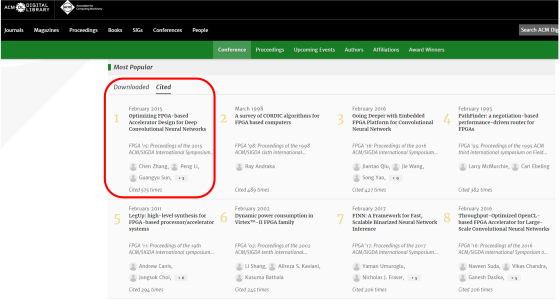 ACM DIGITAL LIBRARY
Association for Computing Machinery
Journals Magazines Proceedings Books SIGs Conferences People
Search ACM Dig
Conference Proceedings Upcoming Events Authors Affiliations Award Winners
Most Popular
Downloaded Cited
1
February 2015
Optimizing FPGA-based
Accelerator Design for Deep
Convolutional Neural Networks
FPGA '15: Proceedings of the 2015
ACM/SIGDA International Symposium...
Chen Zhang, Peng Li,
Guangyu Sun, + 3
Cited 575 times
2
March 1998
A survey of CORDIC algorithms for
FPGA based computers
FPGA '98: Proceedings of the 1998
ACM/SIGDA sixth international...
Ray Andraka
Cited 489 times
3
February 2016
Going Deeper with Embedded
FPGA Platform for Convolutional
Neural Network
FPGA '16: Proceedings of the 2016
ACM/SIGDA International Symposium...
Jiantao Qiu, Jie Wang,
Song Yao, + 9
Cited 427 times
4
February 1995
PathFinder: a negotiation-based
performance-driven router for
FPGAs
FPGA '95: Proceedings of the 1995 ACM
third international symposium on Field...
Larry McMurchie, Carl Ebeling
Cited 382 times
5
February 2011
LegUp: high-level synthesis for
FPGA-based processor/accelerator
systems
FPGA '11: Proceedings of the 19th
ACM/SIGDA international symposium...
Andrew Canis,
Jongsok Choi, + 6
Cited 294 times
6
February 2002
Dynamic power consumption in
Virtex™-II FPGA family
FPGA '02: Proceedings of the 2002
ACM/SIGDA tenth international...
Li Shang, Alireza S. Kaviani,
Kusuma Bathala
Cited 245 times
7
February 2017
FINN: A Framework for Fast,
Scalable Binarized Neural Network
Inference
FPGA '17: Proceedings of the 2017
ACM/SIGDA International Symposium...
Yaman Umuroglu,
Nicholas J. Fraser, + 5
Cited 206 times
8
February 2016
Throughput-Optimized OpenCL-
based FPGA Accelerator for Large-
Scale Convolutional Neural Networks
FPGA '16: Proceedings of the 2016
ACM/SIGDA International Symposium...
Naveen Suda, Vikas Chandra,
Ganesh Dasika, + 5
Cited 206 times